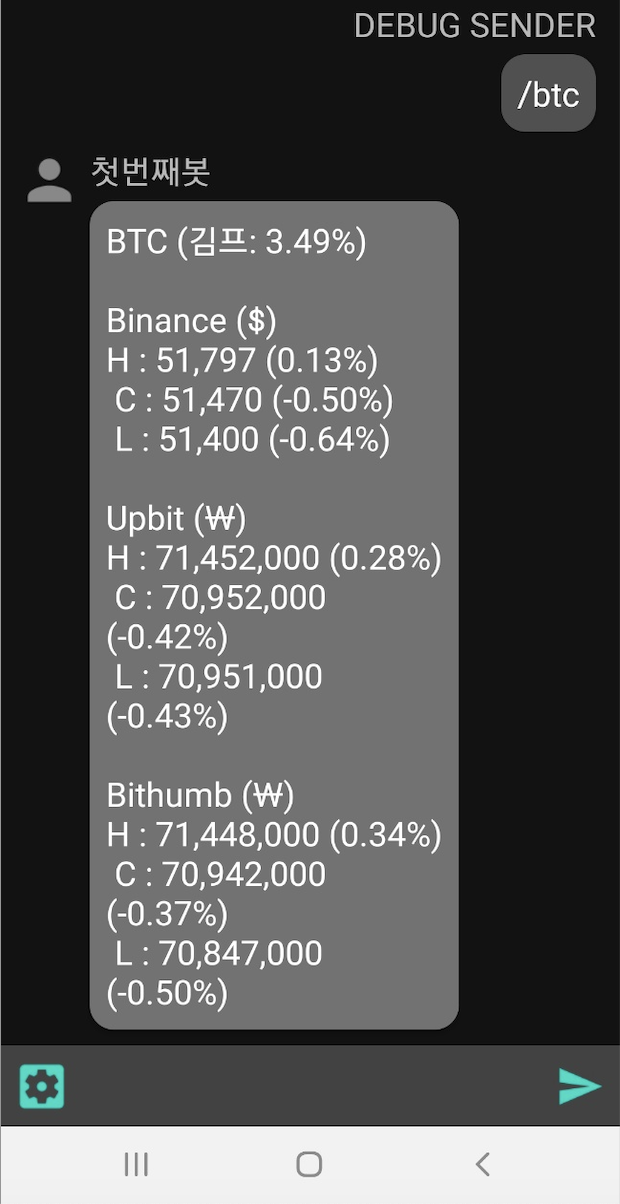 DEBUG SENDER
/btc
첫번째봇
BTC (김프: 3.49%)
Binance ($)
H : 51,797 (0.13%)
C : 51,470 (-0.50%)
L : 51,400 (-0.64%)
Upbit (₩)
H : 71,452,000 (0.28%)
C : 70,952,000
(-0.42%)
L : 70,951,000
(-0.43%)
Bithumb (₩)
H : 71,448,000 (0.34%)
C : 70,942,000
(-0.37%)
L : 70,847,000
(-0.50%)